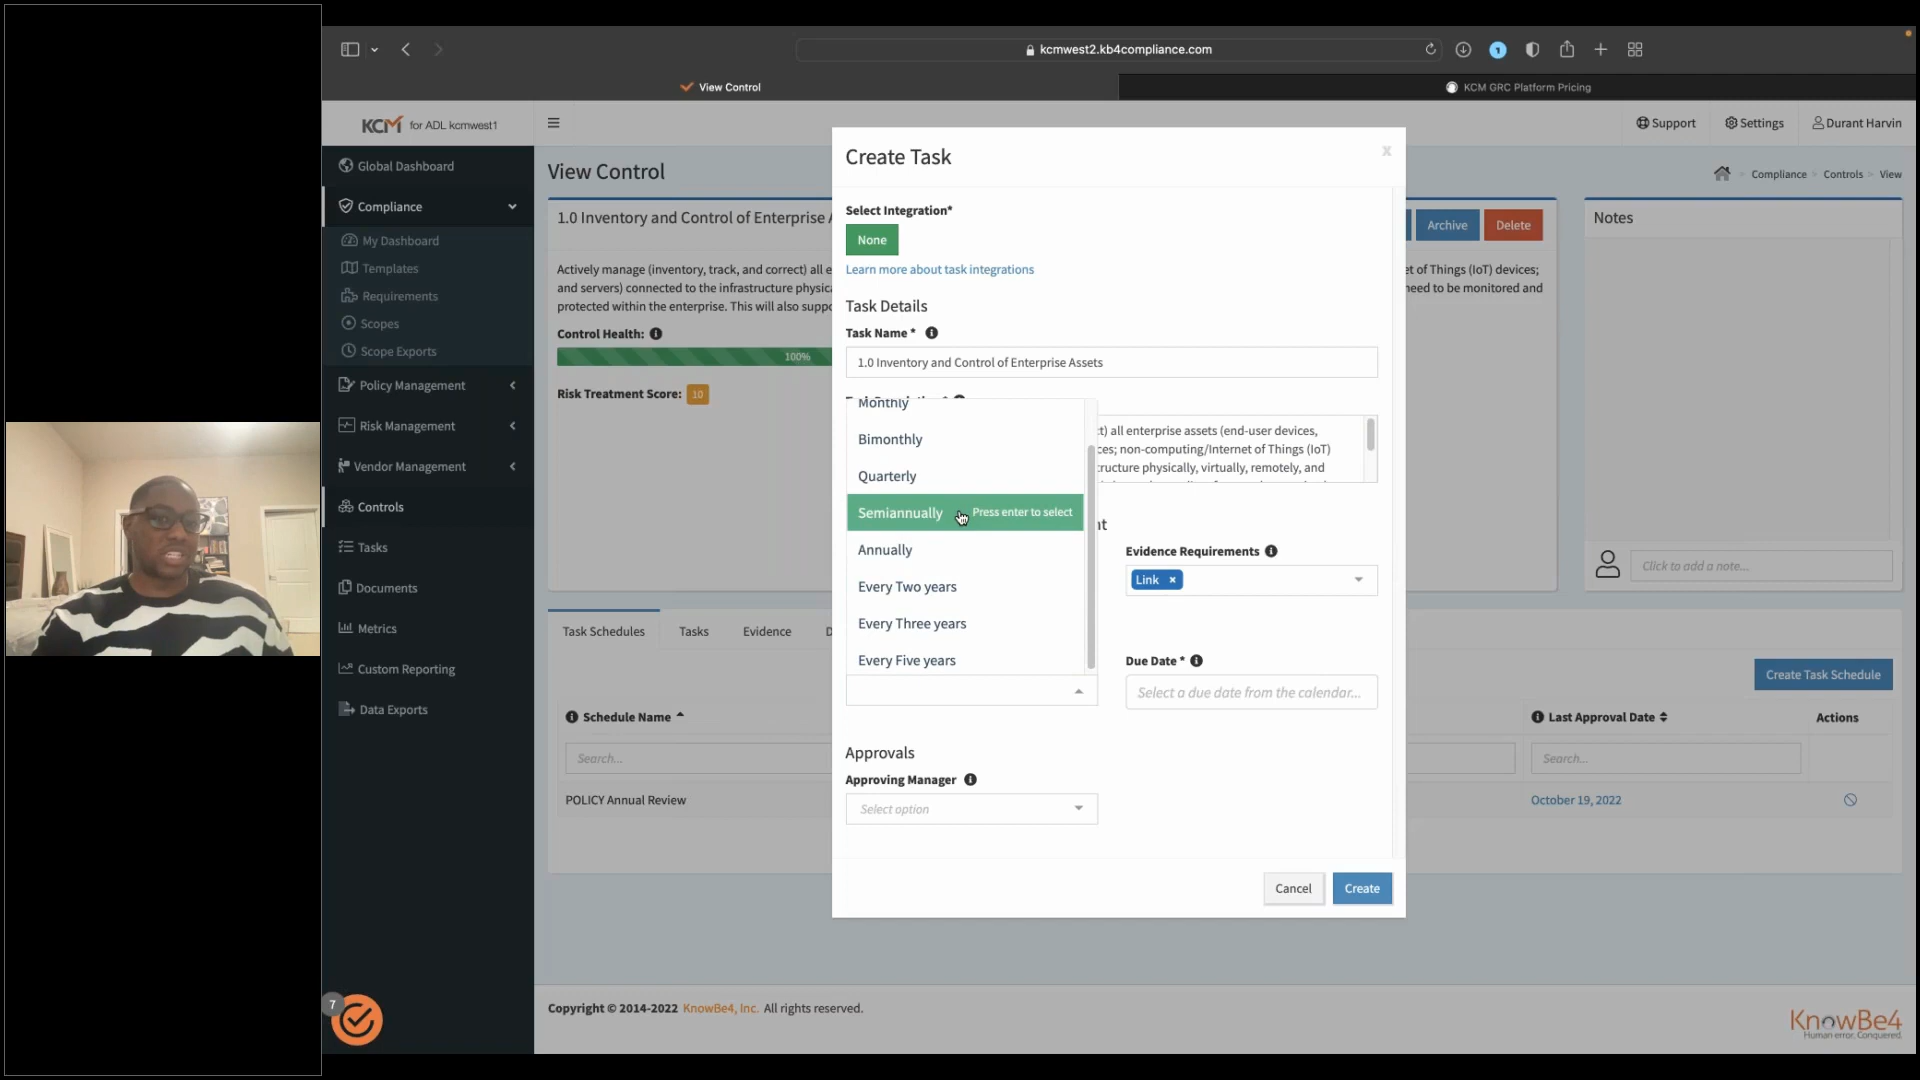 kcmwest2.kb4compliance.com
View Control
KCM GRC Platform Pricing
KCM for ADL kcmwest1
Support
Settings
Durant Harvin
Global Dashboard
Compliance
My Dashboard
Templates
Requirements
Scopes
Scope Exports
Policy Management
Risk Management
Vendor Management
Controls
Tasks
Documents
Metrics
Custom Reporting
Data Exports
7
View Control
Compliance > Controls > View
1.0 Inventory and Control of Enterprise
Archive
Delete
Actively manage (inventory, track, and correct) all e
et of Things (IoT) devices;
and servers) connected to the infrastructure physica
need to be monitored and
protected within the enterprise. This will also suppo
Control Health:
100%
Risk Treatment Score: 10
Notes
Click to add a note...
Task Schedules
Tasks
Evidence
D
Create Task Schedule
Schedule Name
Last Approval Date
Actions
Search...
Search...
POLICY Annual Review
October 19, 2022
Create Task
x
Select Integration*
None
Learn more about task integrations
Task Details
Task Name *
1.0 Inventory and Control of Enterprise Assets
Monthly
Bimonthly
Quarterly
Semiannually
Press enter to select
Annually
Every Two years
Every Three years
Every Five years
ct) all enterprise assets (end-user devices,
ces; non-computing/Internet of Things (IoT)
tructure physically, virtually, remotely, and
nt
Evidence Requirements
Link ×
Due Date *
Select a due date from the calendar...
Approvals
Approving Manager
Select option
Cancel
Create
Copyright © 2014-2022 KnowBe4, Inc. All rights reserved.
KnowBe4
Human error. Conquered.